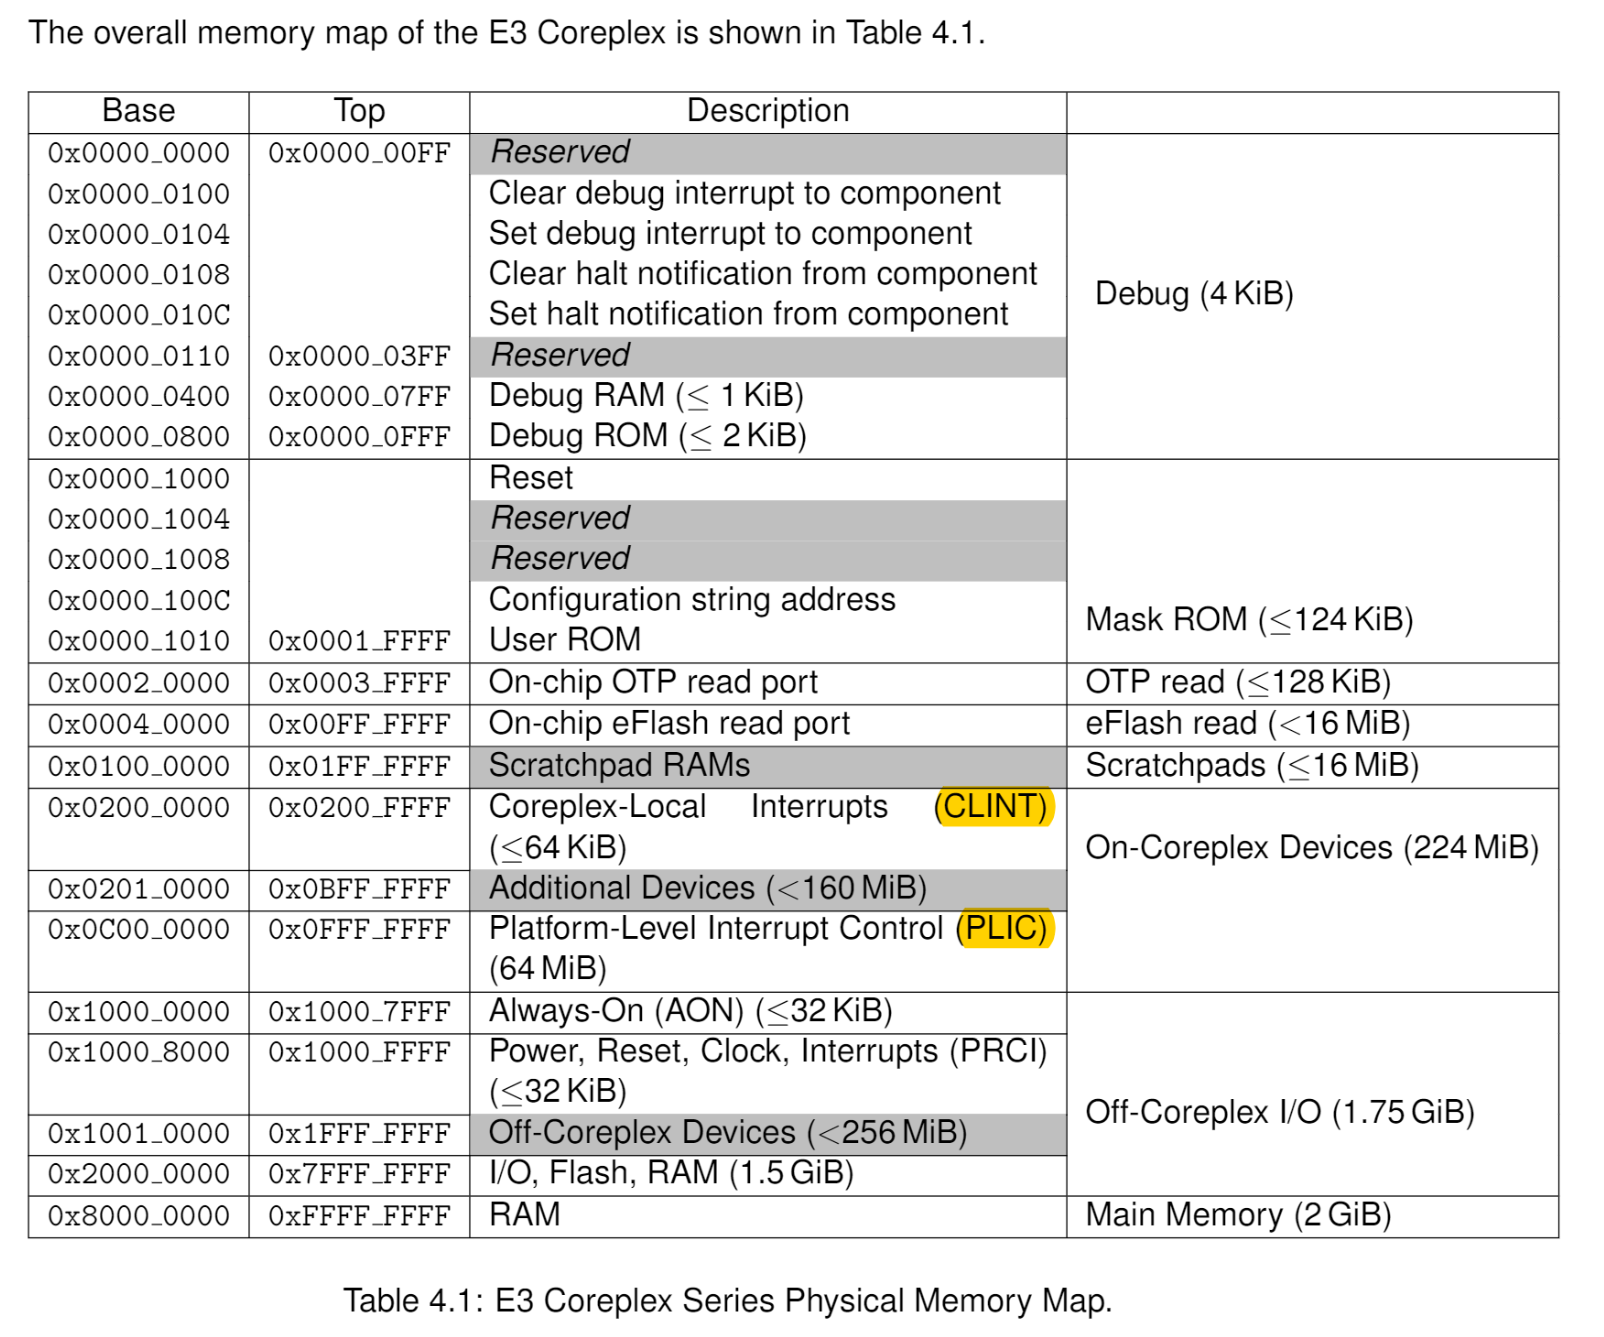 The overall memory map of the E3 Coreplex is shown in Table 4.1.
Base Top Description
0x0000_0000 0x0000_00FF Reserved
0x0000_0100 Clear debug interrupt to component
0x0000_0104 Set debug interrupt to component
0x0000_0108 Clear halt notification from component
Debug (4 KiB)
0x0000_010C Set halt notification from component
0x0000_0110 0x0000_03FF Reserved
0x0000_0400 0x0000_07FF Debug RAM (≤ 1 KiB)
0x0000_0800 0x0000_0FFF Debug ROM (≤ 2 KiB)
0x0000_1000 Reset
0x0000_1004 Reserved
0x0000_1008 Reserved
0x0000_100C Configuration string address
Mask ROM (≤124 KiB)
0x0000_1010 0x0001_FFFF User ROM
0x0002_0000 0x0003_FFFF On-chip OTP read port OTP read (≤128 KiB)
0x0004_0000 0x00FF_FFFF On-chip eFlash read port eFlash read (<16 MiB)
0x0100_0000 0x01FF_FFFF Scratchpad RAMs Scratchpads (≤16 MiB)
0x0200_0000 0x0200_FFFF Coreplex-Local Interrupts (CLINT)
(≤64 KiB) On-Coreplex Devices (224 MiB)
0x0201_0000 0x0BFF_FFFF Additional Devices (<160 MiB)
0x0C00_0000 0x0FFF_FFFF Platform-Level Interrupt Control (PLIC)
(64 MiB)
0x1000_0000 0x1000_7FFF Always-On (AON) (≤32 KiB)
0x1000_8000 0x1000_FFFF Power, Reset, Clock, Interrupts (PRCI)
(≤32 KiB)
Off-Coreplex I/O (1.75 GiB)
0x1001_0000 0x1FFF_FFFF Off-Coreplex Devices (<256 MiB)
0x2000_0000 0x7FFF_FFFF I/O, Flash, RAM (1.5 GiB)
0x8000_0000 0xFFFF_FFFF RAM Main Memory (2 GiB)
Table 4.1: E3 Coreplex Series Physical Memory Map.